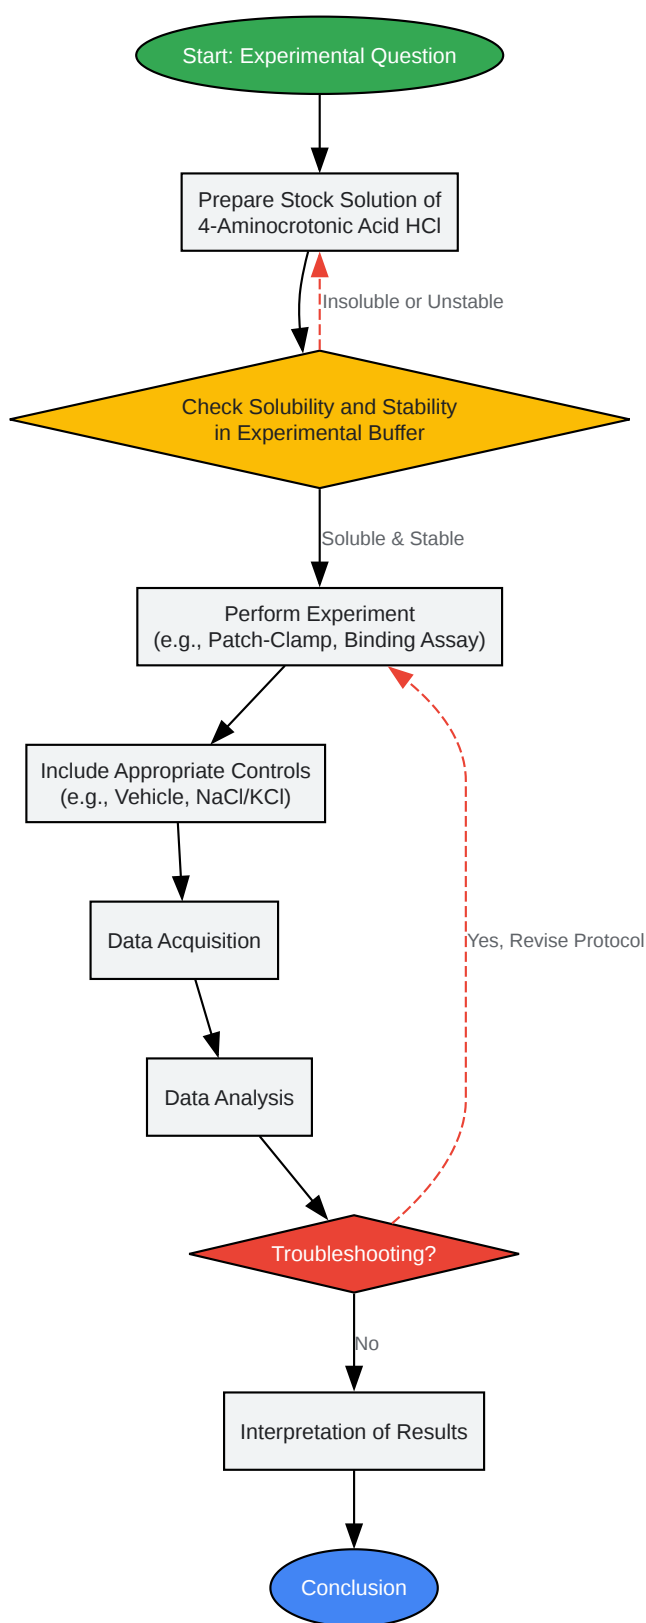 Start: Experimental Question
Prepare Stock Solution of
4-Aminocrotonic Acid HCl
Insoluble or Unstable
Check Solubility and Stability
in Experimental Buffer
Soluble & Stable
Perform Experiment
(e.g., Patch-Clamp, Binding Assay)
Include Appropriate Controls
(e.g., Vehicle, NaCl/KCl)
Data Acquisition
Yes, Revise Protocol
Data Analysis
Troubleshooting?
No
Interpretation of Results
Conclusion